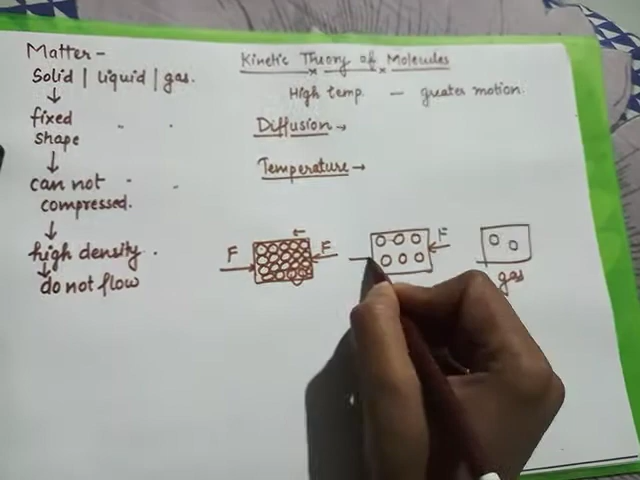 Matter -
Solid | liquid | gas.
↓
fixed " "
shape
↓
can not " "
compressed.
↓
high density .
↓
do not flow
Kinetic Theory of Molecules
High temp. — greater motion.
Diffusion →
Temperature →
F F F
gas